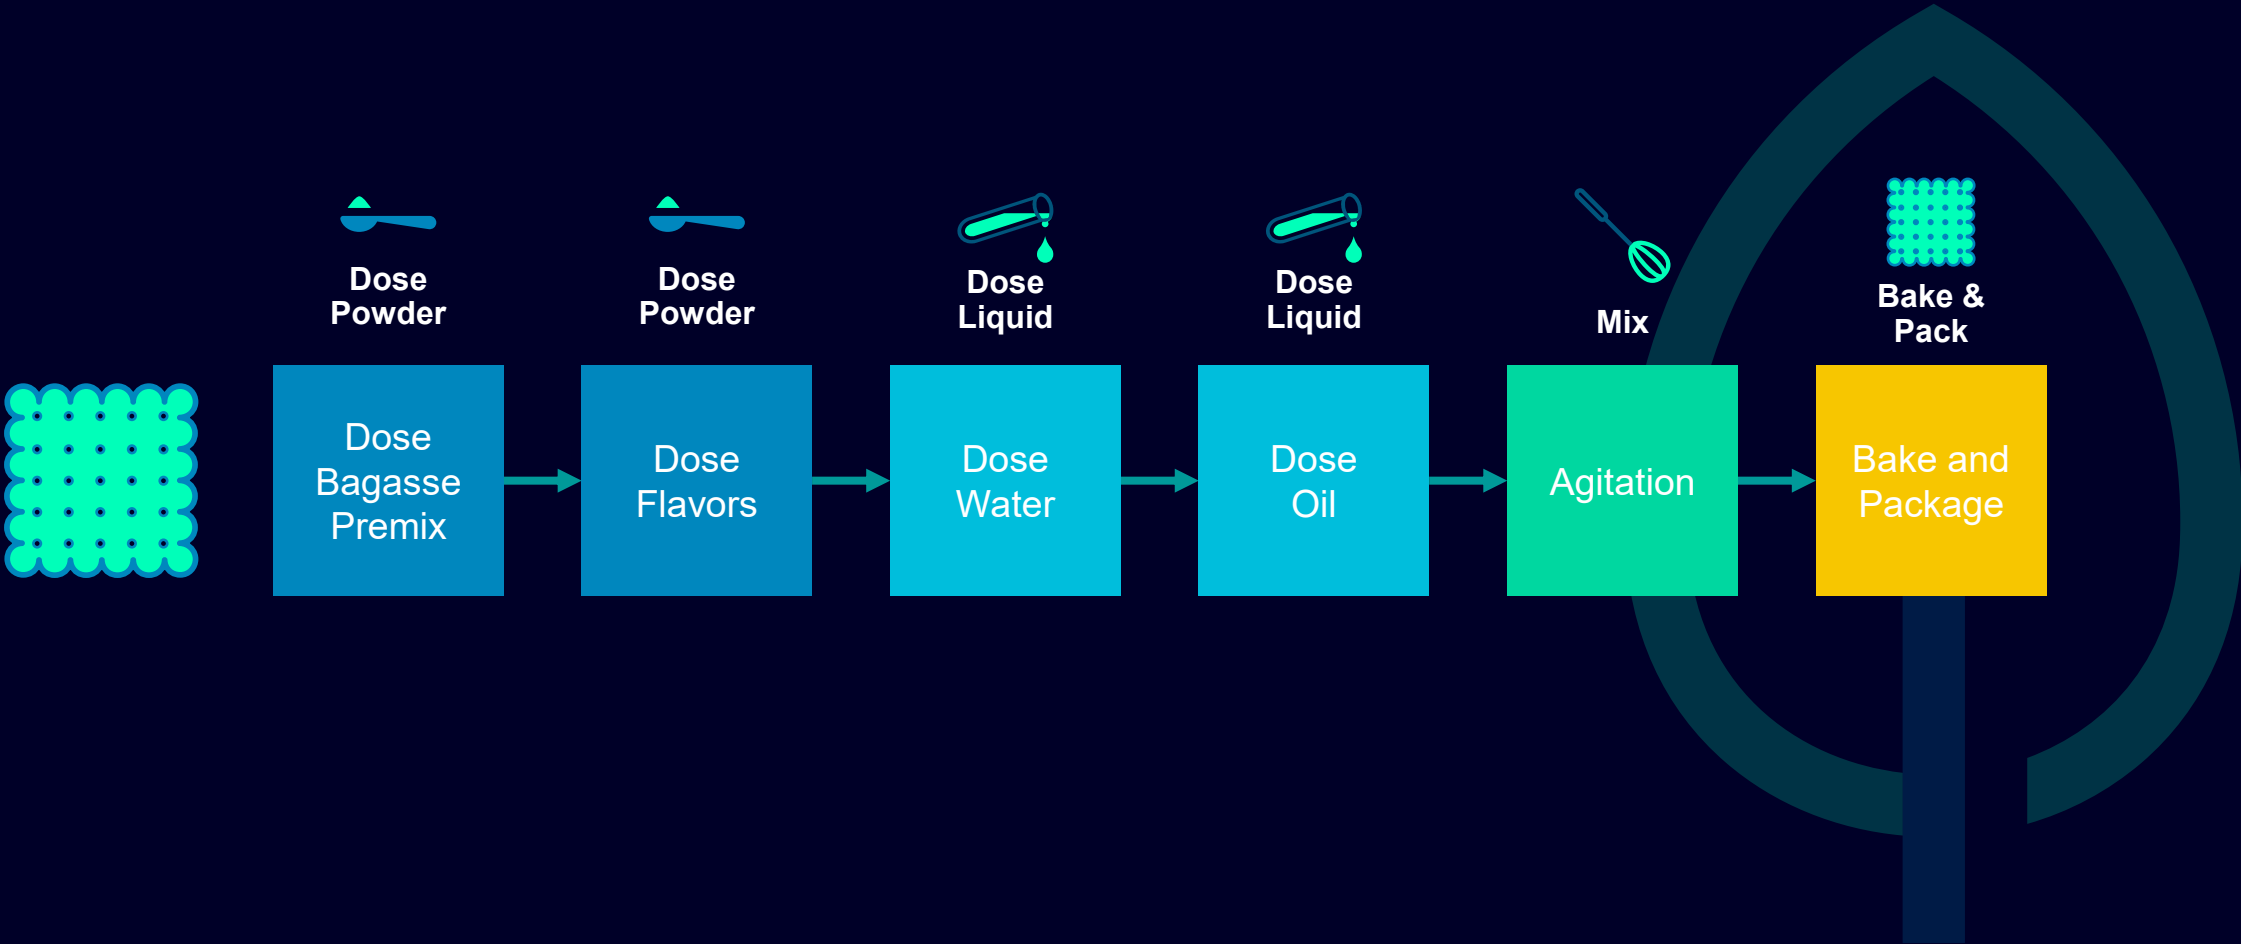 Dose
Powder
Dose
Powder
Dose
Liquid
Dose
Liquid
Mix
Bake &
Pack
Dose
Bagasse
Premix
Dose
Flavors
Dose
Water
Dose
Oil
Agitation
Bake and
Package